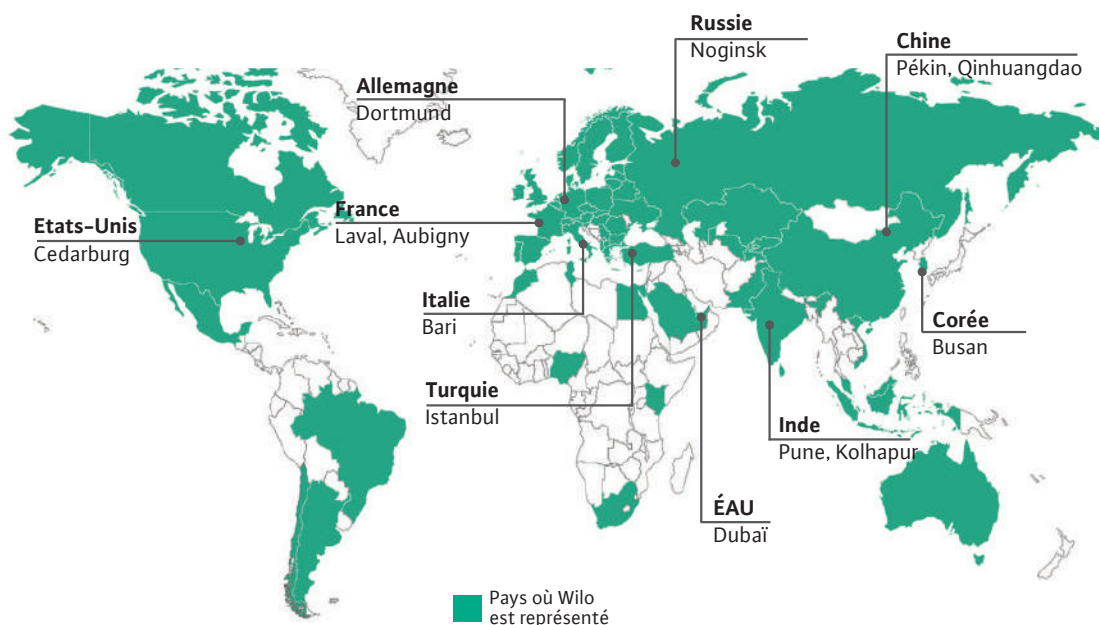 Russie
Noginsk
Chine
Pékin, Qinhuangdao
Allemagne
Dortmund
Etats-Unis
Cedarburg
France
Laval, Aubigny
Italie
Bari
Corée
Busan
Turquie
Istanbul
Inde
Pune, Kolhapur
ÉAU
Dubaï
Pays où Wilo
est représenté